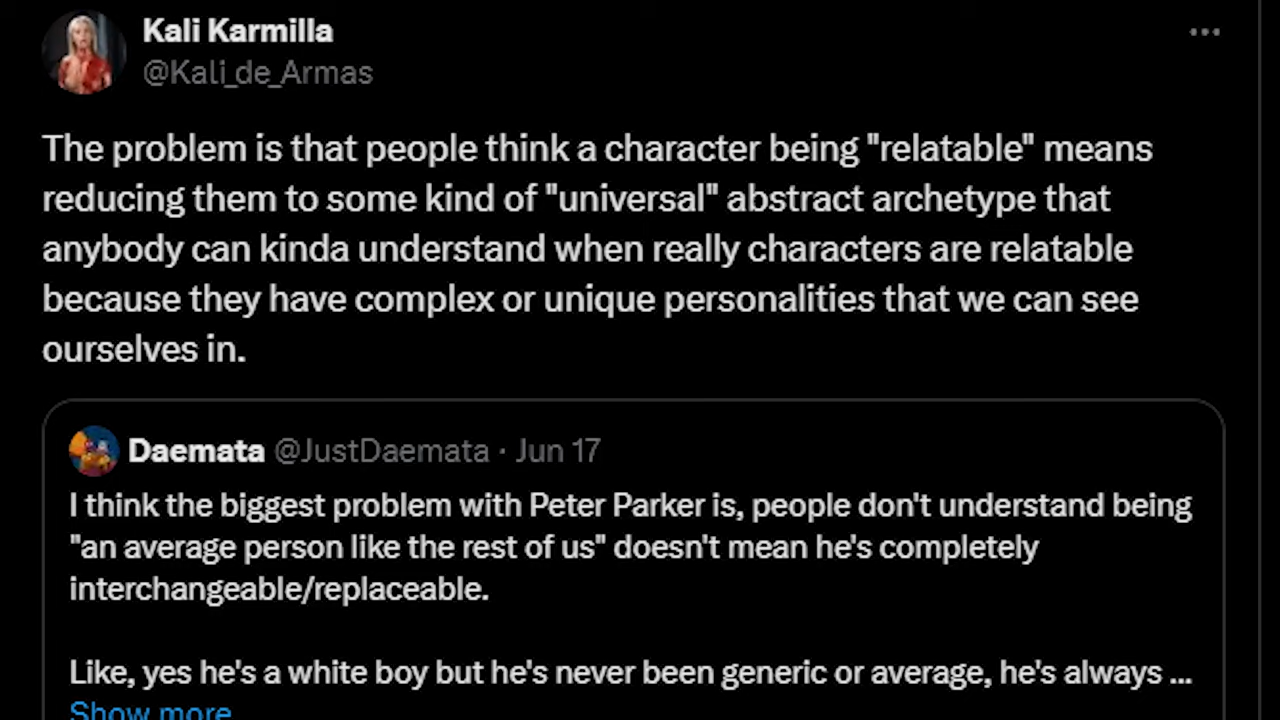 Kali Karmilla
@Kali_de_Armas
The problem is that people think a character being "relatable" means
reducing them to some kind of "universal" abstract archetype that
anybody can kinda understand when really characters are relatable
because they have complex or unique personalities that we can see
ourselves in.
Daemata @JustDaemata · Jun 17
I think the biggest problem with Peter Parker is, people don't understand being
"an average person like the rest of us" doesn't mean he's completely
interchangeable/replaceable.
Like, yes he's a white boy but he's never been generic or average, he's always ...
Show more